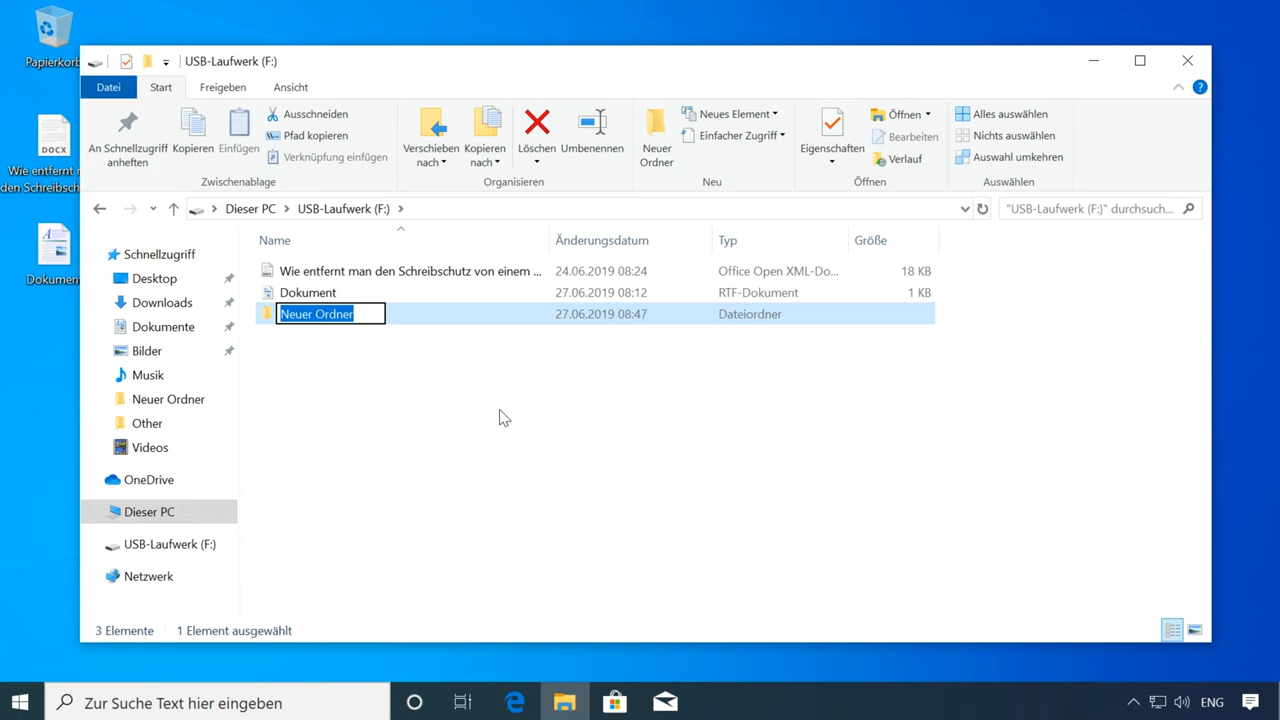 Papierkorb
Wie entfernt m
den Schreibsch
Dokumen
USB-Laufwerk (F:)
Datei
Start
Freigeben
Ansicht
An Schnellzugriff
anheften
Kopieren
Einfügen
Ausschneiden
Pfad kopieren
Verknüpfung einfügen
Zwischenablage
Verschieben
nach
Kopieren
nach
Löschen
Umbenennen
Organisieren
Neuer
Ordner
Neues Element
Einfacher Zugriff
Neu
Eigenschaften
Öffnen
Bearbeiten
Verlauf
Öffnen
Alles auswählen
Nichts auswählen
Auswahl umkehren
Auswählen
Dieser PC
USB-Laufwerk (F:)
"USB-Laufwerk (F:)" durchsuch...
Name
Änderungsdatum
Typ
Größe
Wie entfernt man den Schreibschutz von einem ...
24.06.2019 08:24
Office Open XML-Do...
18 KB
Dokument
27.06.2019 08:12
RTF-Dokument
1 KB
Neuer Ordner
27.06.2019 08:47
Dateiordner
Schnellzugriff
Desktop
Downloads
Dokumente
Bilder
Musik
Neuer Ordner
Other
Videos
OneDrive
Dieser PC
USB-Laufwerk (F:)
Netzwerk
3 Elemente
1 Element ausgewählt
Zur Suche Text hier eingeben
ENG